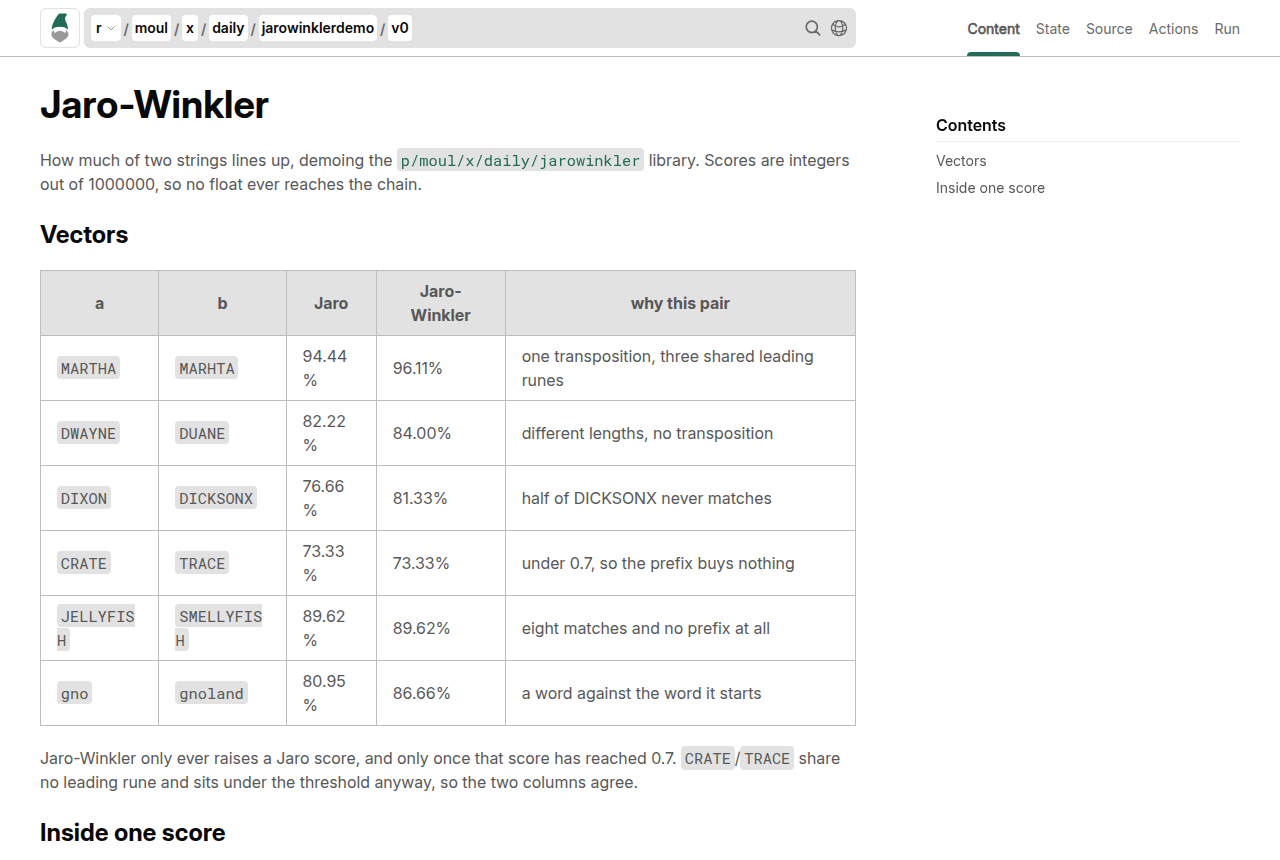 r / moul / x / daily / jarowinklerdemo / v0
Content State Source Actions Run
Jaro-Winkler
How much of two strings lines up, demoing the p/moul/x/daily/jarowinkler library. Scores are integers
out of 1000000, so no float ever reaches the chain.
Contents
Vectors
Inside one score
Vectors
a b Jaro Jaro-
Winkler why this pair
MARTHA MARHTA 94.44
% 96.11% one transposition, three shared leading
runes
DWAYNE DUANE 82.22
% 84.00% different lengths, no transposition
DIXON DICKSONX 76.66
% 81.33% half of DICKSONX never matches
CRATE TRACE 73.33
% 73.33% under 0.7, so the prefix buys nothing
JELLYFIS
H SMELLYFIS
H 89.62
% 89.62% eight matches and no prefix at all
gno gnoland 80.95
% 86.66% a word against the word it starts
Jaro-Winkler only ever raises a Jaro score, and only once that score has reached 0.7. CRATE/TRACE share
no leading rune and sits under the threshold anyway, so the two columns agree.
Inside one score